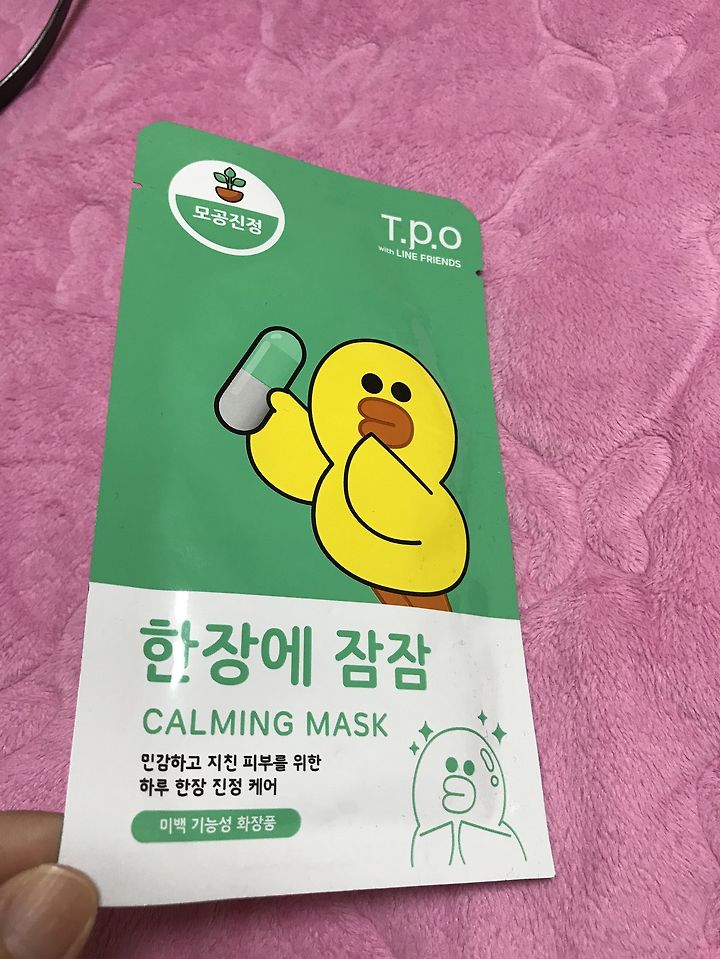 모공진정
T.p.o
with LINE FRIENDS
한장에 잠잠
CALMING MASK
민감하고 지친 피부를 위한
하루 한장 진정 케어
미백 기능성 화장품